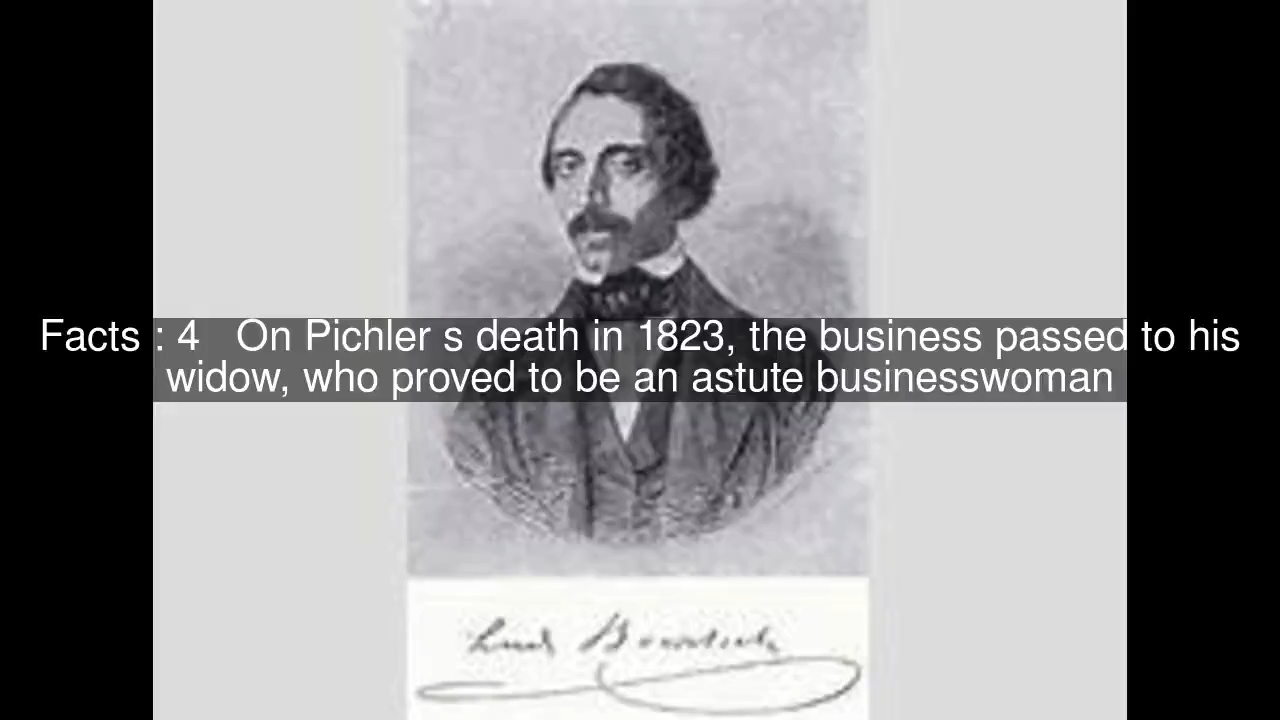 Facts : 4 On Pichler s death in 1823, the business passed to his
widow, who proved to be an astute businesswoman